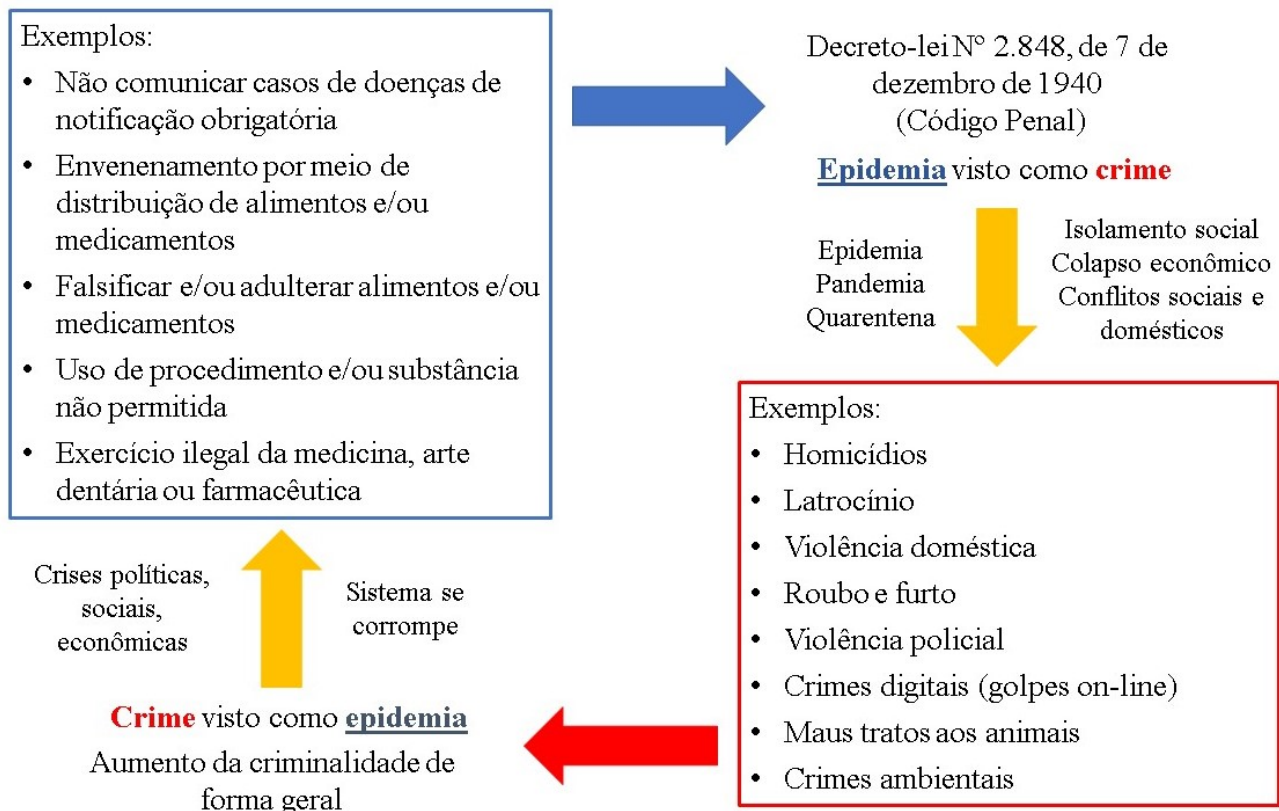 Exemplos:
• Não comunicar casos de doenças de
notificação obrigatória
• Envenenamento por meio de
distribuição de alimentos e/ou
medicamentos
• Falsificar e/ou adulterar alimentos e/ou
medicamentos
• Uso de procedimento e/ou substância
não permitida
• Exercício ilegal da medicina, arte
dentária ou farmacêutica
Decreto-lei Nº 2.848, de 7 de
dezembro de 1940
(Código Penal)
Epidemia visto como crime
Epidemia
Pandemia
Quarentena
Isolamento social
Colapso econômico
Conflitos sociais e
domésticos
Exemplos:
• Homicídios
• Latrocínio
• Violência doméstica
• Roubo e furto
• Violência policial
• Crimes digitais (golpes on-line)
• Maus tratos aos animais
• Crimes ambientais
Crime visto como epidemia
Aumento da criminalidade de
forma geral
Crises políticas,
sociais,
econômicas
Sistema se
corrompe